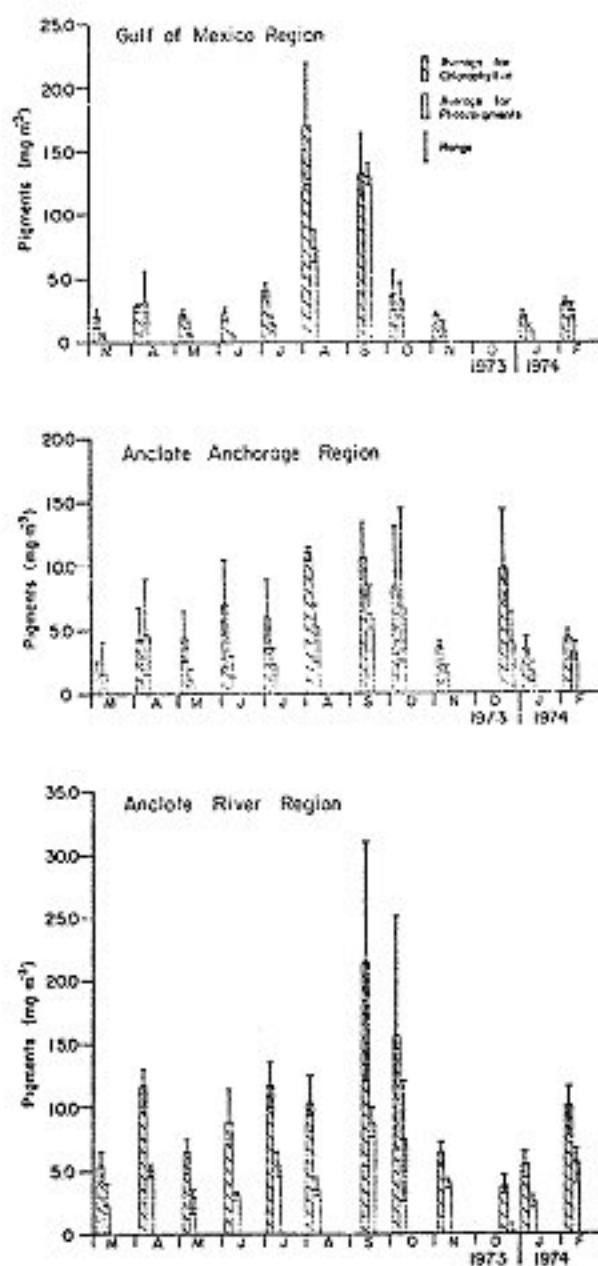 Gulf of Mexico Region
Average for
Chlorophyll a
Average for
Phaeopigments
Range
Pigments (mg·m⁻³)
25.0
20.0
15.0
10.0
5.0
0
M A M J J A S O N D J F
1973 1974
Anclote Anchorage Region
Pigments (mg·m⁻³)
20.0
15.0
10.0
5.0
0
M A M J J A S O N D J F
1973 1974
Anclote River Region
Pigments (mg·m⁻³)
35.0
30.0
25.0
20.0
15.0
10.0
5.0
0
M A M J J A S O N D J F
1973 1974